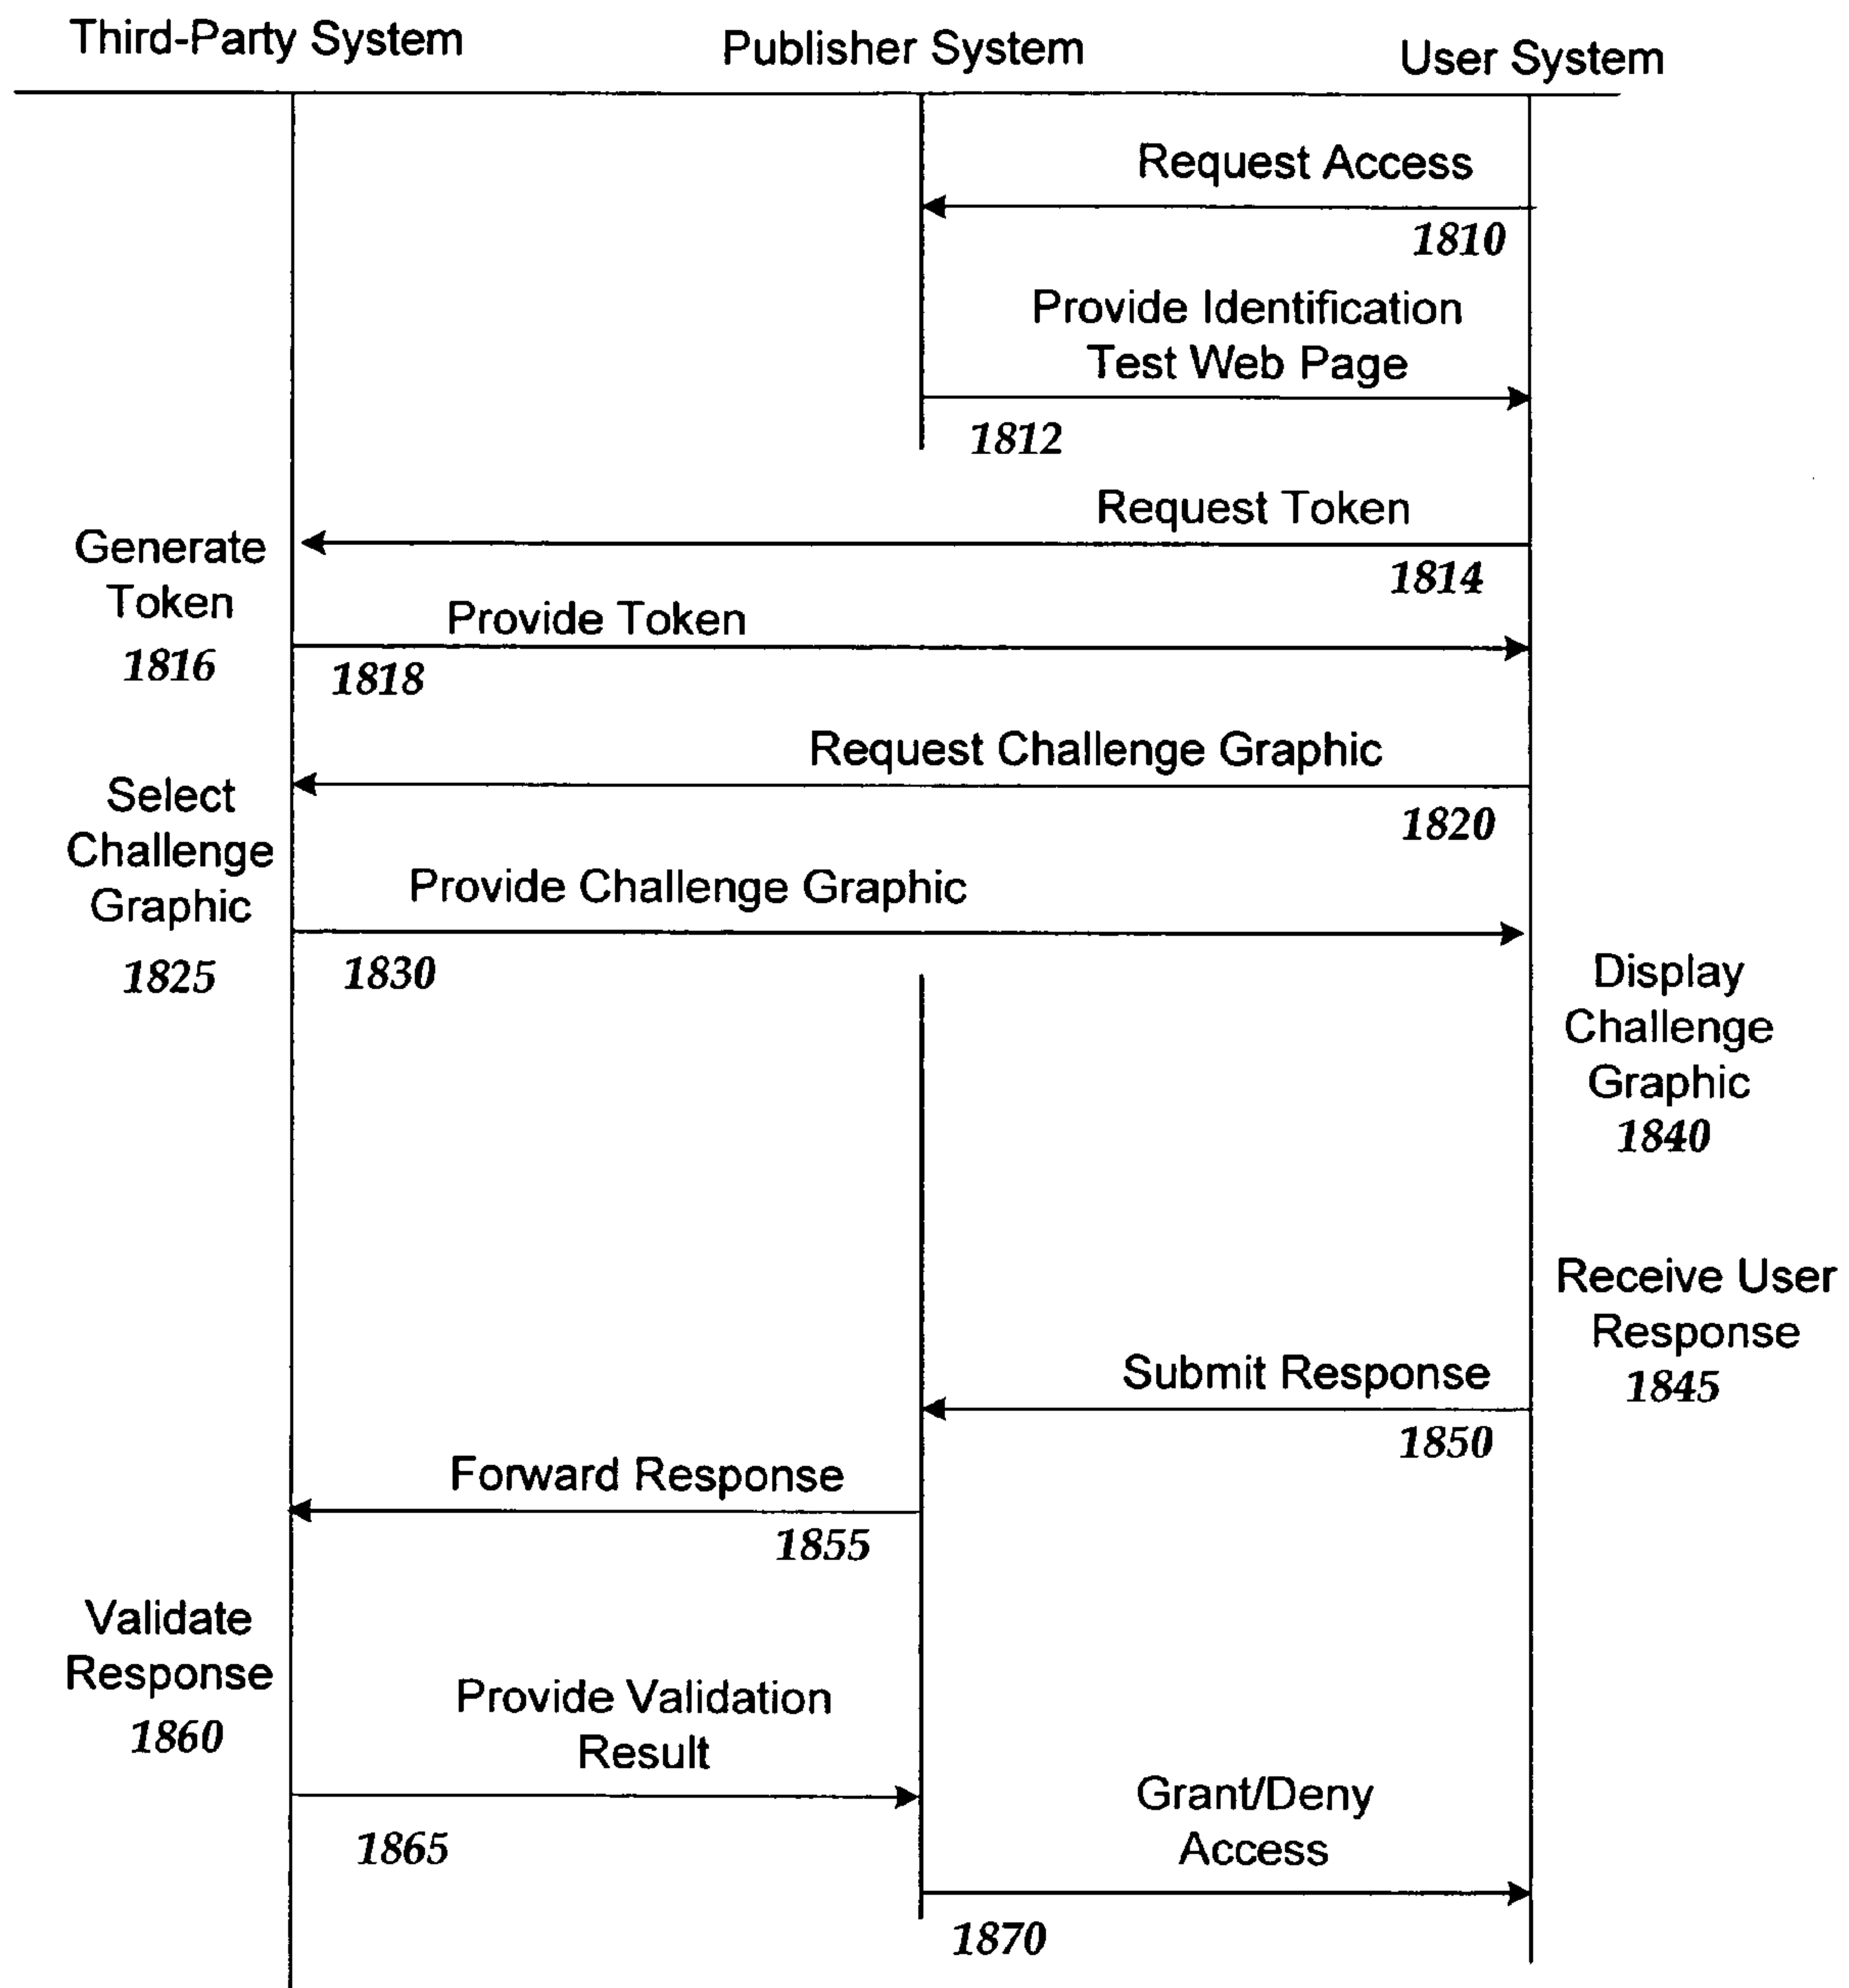 Third-Party System
Publisher System
User System
Request Access
1810
Provide Identification
Test Web Page
1812
Request Token
1814
Generate
Token
1816
Provide Token
1818
Request Challenge Graphic
1820
Select
Challenge
Graphic
1825
Provide Challenge Graphic
1830
Display
Challenge
Graphic
1840
Receive User
Response
1845
Submit Response
1850
Forward Response
1855
Validate
Response
1860
Provide Validation
Result
1865
Grant/Deny
Access
1870